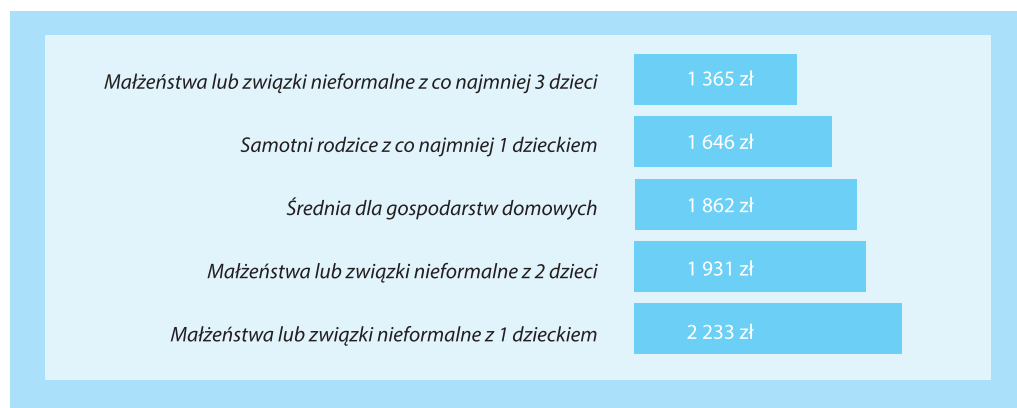 Małżeństwa lub związki nieformalne z co najmniej 3 dzieci 1 365 zł
Samotni rodzice z co najmniej 1 dzieckiem 1 646 zł
Średnia dla gospodarstw domowych 1 862 zł
Małżeństwa lub związki nieformalne z 2 dzieci 1 931 zł
Małżeństwa lub związki nieformalne z 1 dzieckiem 2 233 zł